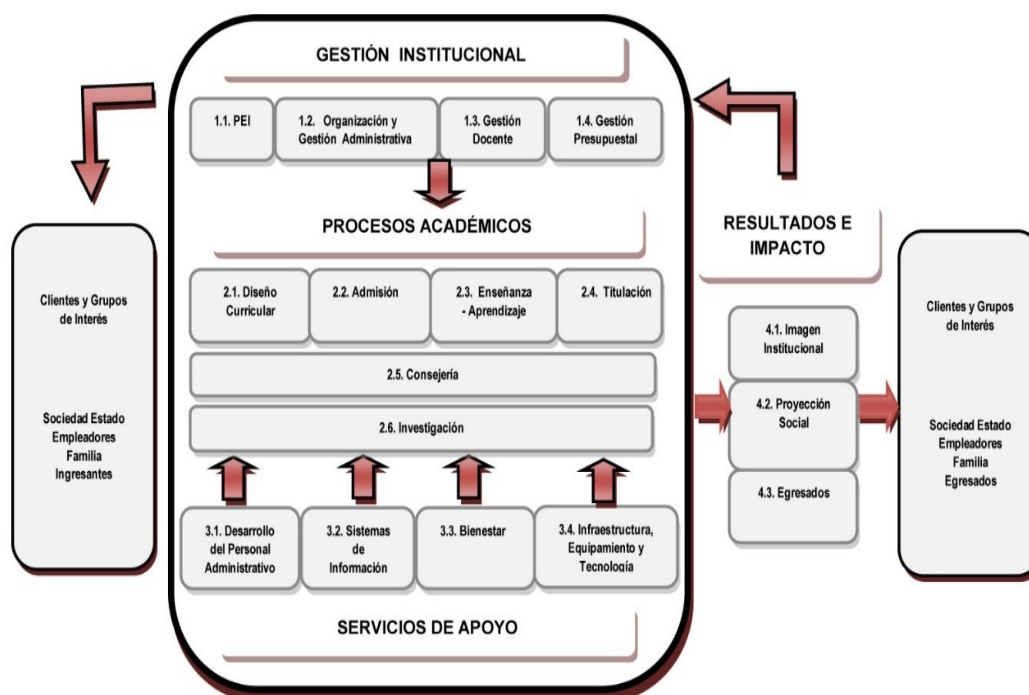 GESTIÓN INSTITUCIONAL
1.1. PEI
1.2. Organización y
Gestión Administrativa
1.3. Gestión
Docente
1.4. Gestión
Presupuestal
PROCESOS ACADÉMICOS
2.1. Diseño
Curricular
2.2. Admisión
2.3. Enseñanza
- Aprendizaje
2.4. Titulación
2.5. Consejería
2.6. Investigación
3.1. Desarrollo
del Personal
Administrativo
3.2. Sistemas
de
Información
3.3. Bienestar
3.4. Infraestructura,
Equipamiento y
Tecnología
SERVICIOS DE APOYO
Clientes y Grupos
de Interés
Sociedad Estado
Empleadores
Familia
Ingresantes
RESULTADOS E
IMPACTO
4.1. Imagen
Institucional
4.2. Proyección
Social
4.3. Egresados
Clientes y Grupos
de Interés
Sociedad Estado
Empleadores
Familia
Egresados